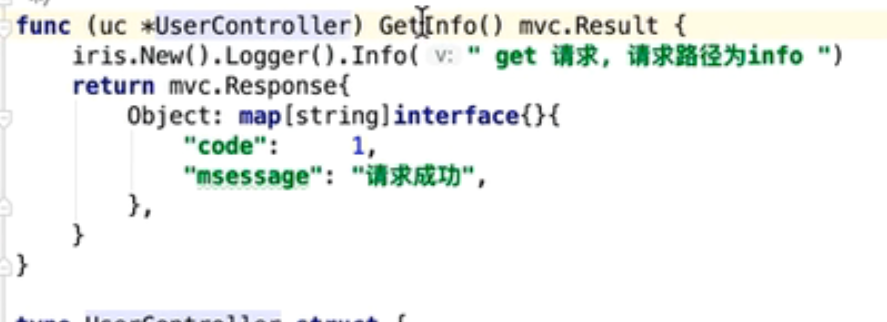 func (uc *UserController) GetInfo() mvc.Result {
    iris.New().Logger().Info( v: " get 请求, 请求路径为info ")
    return mvc.Response{
        Object: map[string]interface{}{
            "code":     1,
            "msessage": "请求成功",
        },
    }
}
type UserController struct {